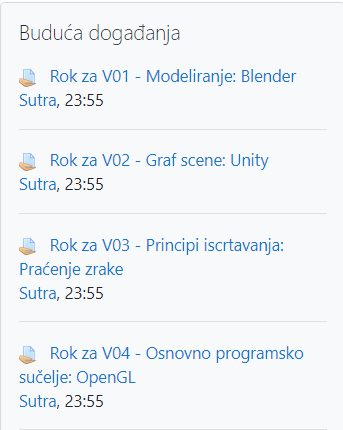 Buduća događanja
Rok za V01 - Modeliranje: Blender
Sutra, 23:55
Rok za V02 - Graf scene: Unity
Sutra, 23:55
Rok za V03 - Principi iscrtavanja:
Praćenje zrake
Sutra, 23:55
Rok za V04 - Osnovno programsko
sučelje: OpenGL
Sutra, 23:55